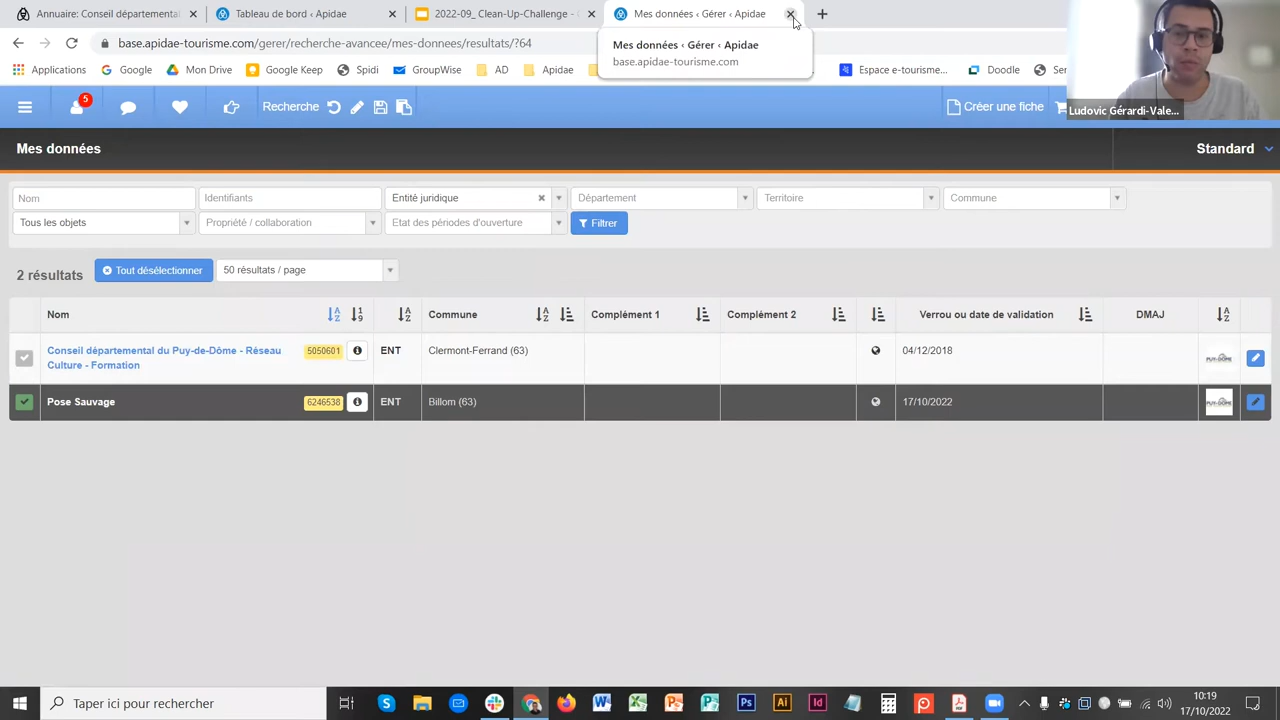 Annuaire: Conseil départemental
Tableau de bord ‹ Apidae
2022-09_ Clean-Up-Challenge -
Mes données ‹ Gérer ‹ Apidae
base.apidae-tourisme.com/gerer/recherche-avancee/mes-donnees/resultats/?64
Mes données ‹ Gérer ‹ Apidae
base.apidae-tourisme.com
Applications
Google
Mon Drive
Google Keep
Spidi
GroupWise
AD
Apidae
Espace e-tourisme...
Doodle
Ser
5
Recherche
Créer une fiche
Ludovic Gérardi-Vale...
Mes données
Standard
Nom
Identifiants
Entité juridique
Département
Territoire
Commune
Tous les objets
Propriété / collaboration
Etat des périodes d'ouverture
Filtrer
2 résultats
Tout désélectionner
50 résultats / page
Nom
Commune
Complément 1
Complément 2
Verrou ou date de validation
DMAJ
Conseil départemental du Puy-de-Dôme - Réseau
Culture - Formation
5050601
ENT
Clermont-Ferrand (63)
04/12/2018
Pose Sauvage
6246538
ENT
Billom (63)
17/10/2022
Taper ici pour rechercher
10:19
17/10/2022